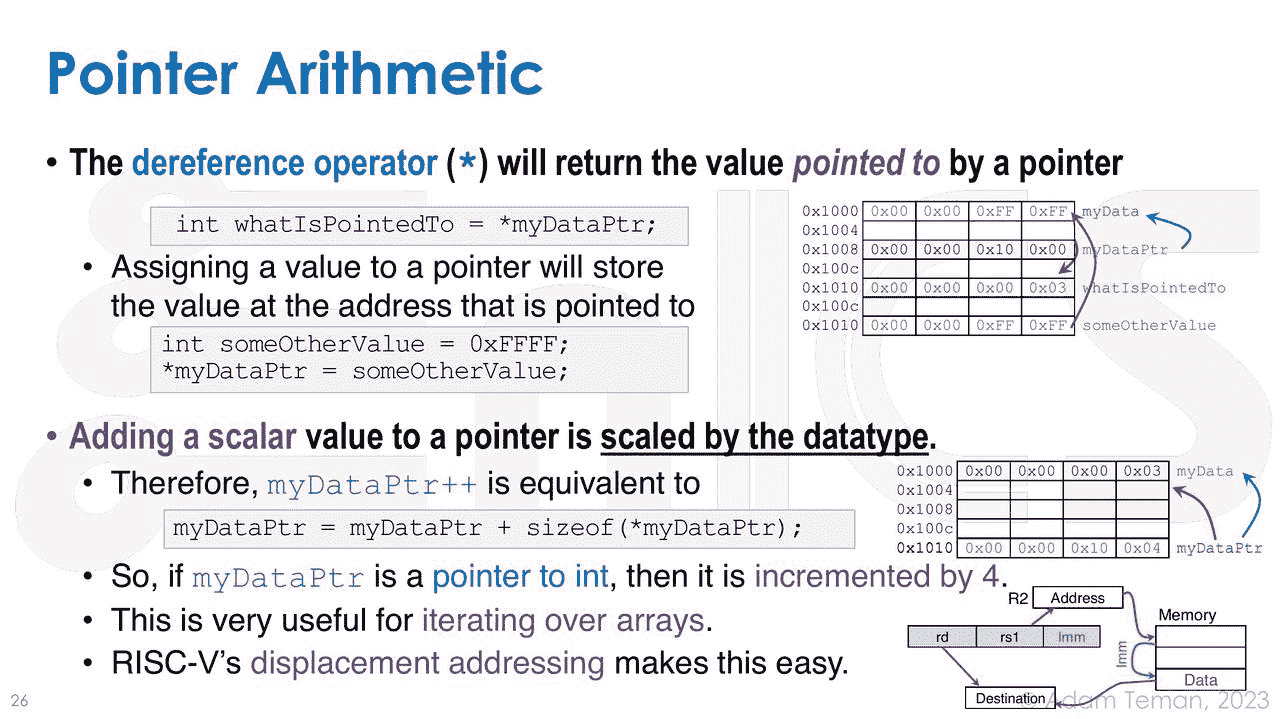 Pointer Arithmetic
• The dereference operator (*) will return the value pointed to by a pointer
int whatIsPointedTo = *myDataPtr;
• Assigning a value to a pointer will store
the value at the address that is pointed to
int someOtherValue = 0xFFFF;
*myDataPtr = someOtherValue;
0x1000 0x00 0x00 0xFF 0xFF myData
0x1004
0x1008 0x00 0x00 0x10 0x00 myDataPtr
0x100c
0x1010 0x00 0x00 0x00 0x03 whatIsPointedTo
0x100c
0x1010 0x00 0x00 0xFF 0xFF someOtherValue
• Adding a scalar value to a pointer is scaled by the datatype.
• Therefore, myDataPtr++ is equivalent to
myDataPtr = myDataPtr + sizeof(*myDataPtr);
• So, if myDataPtr is a pointer to int, then it is incremented by 4.
• This is very useful for iterating over arrays.
• RISC-V's displacement addressing makes this easy.
0x1000 0x00 0x00 0x00 0x03 myData
0x1004
0x1008
0x100c
0x1010 0x00 0x00 0x10 0x04 myDataPtr
R2 Address
Memory
rd rs1 Imm
Imm
Data
Destination
26
© Adam Teman, 2023